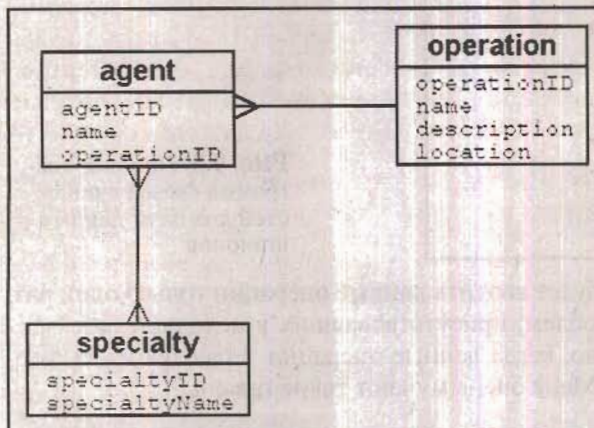 agent
agentID
name
operationID
operation
operationID
name
description
location
specialty
specialtyID
specialtyName